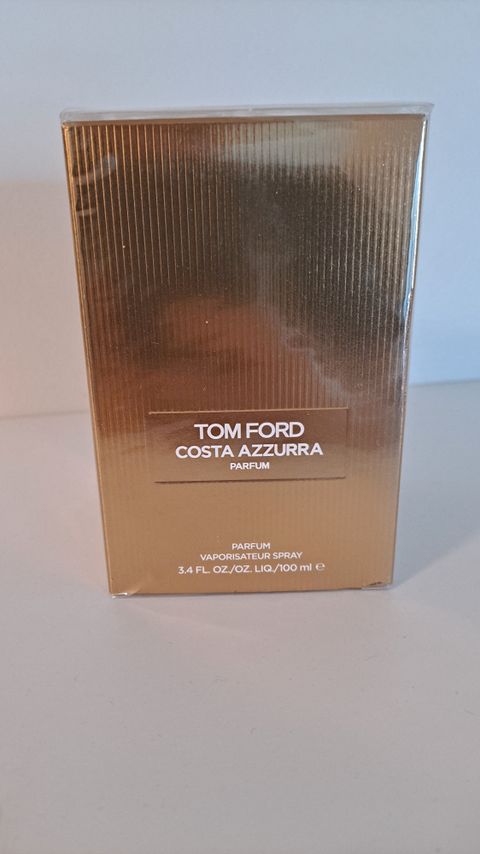 TOM FORD
COSTA AZZURRA
PARFUM
PARFUM
VAPORISATEUR SPRAY
3.4 FL. OZ./OZ. LIQ./100 ml ℮